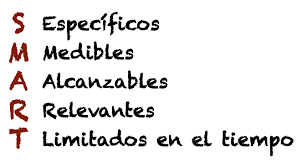 S Específicos
M Medibles
A Alcanzables
R Relevantes
T Limitados en el tiempo